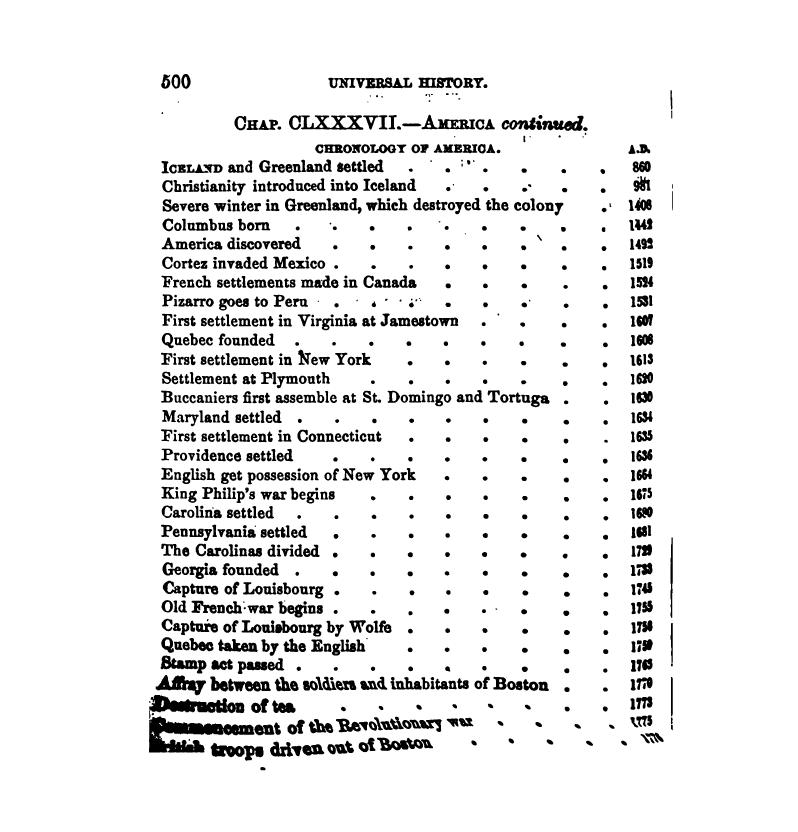 500 UNIVERSAL HISTORY.
CHAP. CLXXXVII.—AMERICA continued.
CHRONOLOGY OF AMERICA. A.D.
ICELAND and Greenland settled . . . . . . 860
Christianity introduced into Iceland . . . . . 981
Severe winter in Greenland, which destroyed the colony . 1408
Columbus born . . . . . . . . . 1442
America discovered . . . . . . . . 1492
Cortez invaded Mexico . . . . . . . . 1519
French settlements made in Canada . . . . . 1524
Pizarro goes to Peru . . . . . . . . 1531
First settlement in Virginia at Jamestown . . . . 1607
Quebec founded . . . . . . . . . 1608
First settlement in New York . . . . . . 1613
Settlement at Plymouth . . . . . . . 1620
Buccaniers first assemble at St. Domingo and Tortuga . . 1630
Maryland settled . . . . . . . . . 1634
First settlement in Connecticut . . . . . . 1635
Providence settled . . . . . . . . 1636
English get possession of New York . . . . . 1664
King Philip's war begins . . . . . . . 1675
Carolina settled . . . . . . . . . 1680
Pennsylvania settled . . . . . . . . 1681
The Carolinas divided . . . . . . . . 1729
Georgia founded . . . . . . . . . 1733
Capture of Louisbourg . . . . . . . . 1745
Old French war begins . . . . . . . . 1755
Capture of Louisbourg by Wolfe . . . . . . 1758
Quebec taken by the English . . . . . . 1759
Stamp act passed . . . . . . . . . 1765
Affray between the soldiers and inhabitants of Boston . . 1770
Destruction of tea . . . . . . . . 1773
Commencement of the Revolutionary war . . . . 1775
British troops driven out of Boston . . . . . 1776